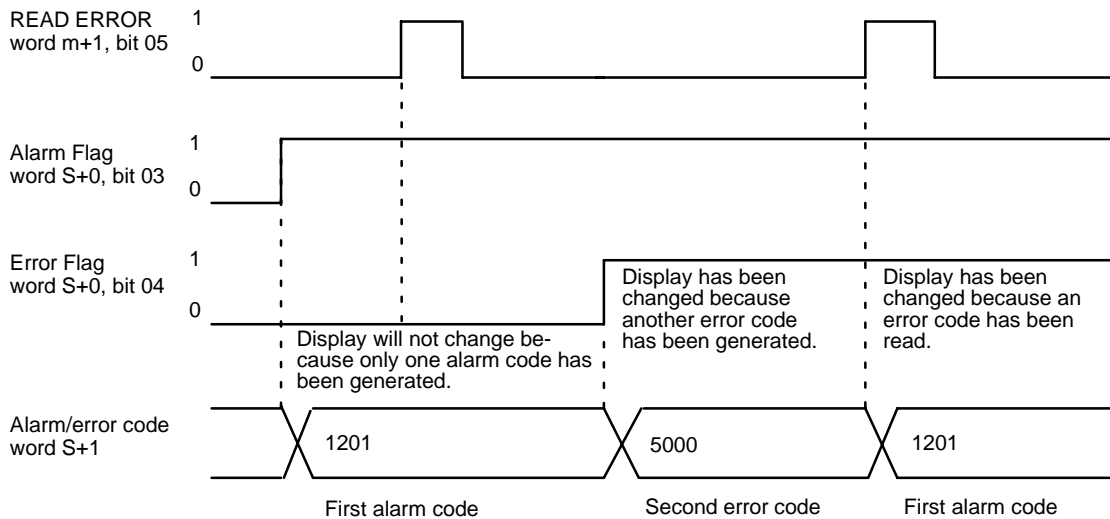 READ ERROR
word m+1, bit 05
1
0
1
Alarm Flag
word S+0, bit 03
0
1
Error Flag
word S+0, bit 04
0
Display will not change be-
cause only one alarm code has
been generated.
Display has been
changed because
another error code
has been generated.
Display has been
changed because an
error code has been
read.
Alarm/error code
word S+1
1201
5000
1201
First alarm code
Second error code
First alarm code